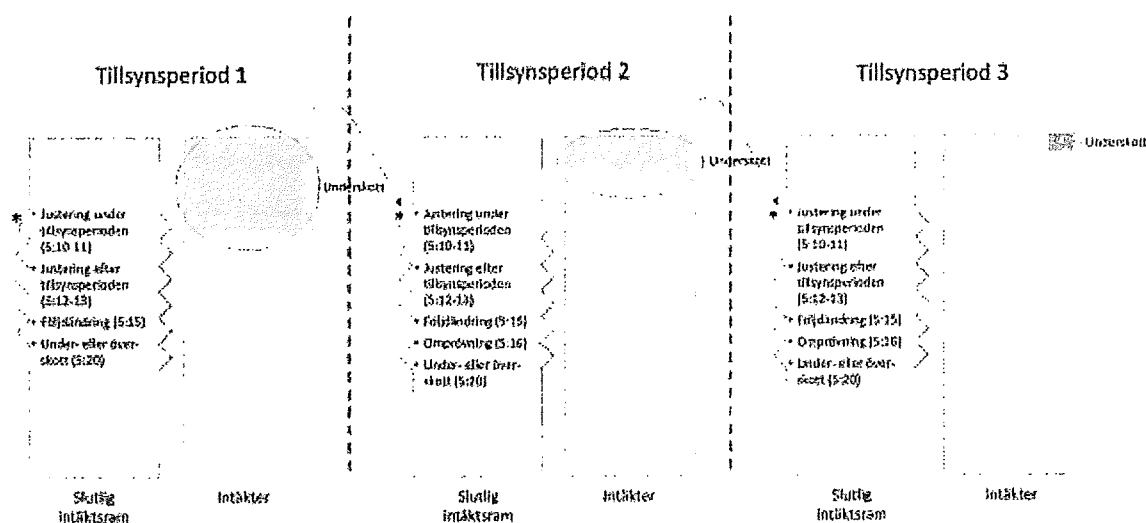 Tillsynsperiod 1
Tillsynsperiod 2
Tillsynsperiod 3
Underskott
Underskott
Underskott
* • Justering under
tillsynsperioden
(5:10-11)
• Justering efter
tillsynsperioden
(5:12-13)
• Följdändring (5:15)
• Under- eller över-
skott (5:20)
* • Justering under
tillsynsperioden
(5:10-11)
• Justering efter
tillsynsperioden
(5:12-13)
• Följdändring (5:15)
• Omprövning (5:16)
• Under- eller över-
skott (5:20)
* • Justering under
tillsynsperioden
(5:10-11)
• Justering efter
tillsynsperioden
(5:12-13)
• Följdändring (5:15)
• Omprövning (5:16)
• Under- eller över-
skott (5:20)
Slutlig
intäktsram
Intäkter
Slutlig
intäktsram
Intäkter
Slutlig
intäktsram
Intäkter